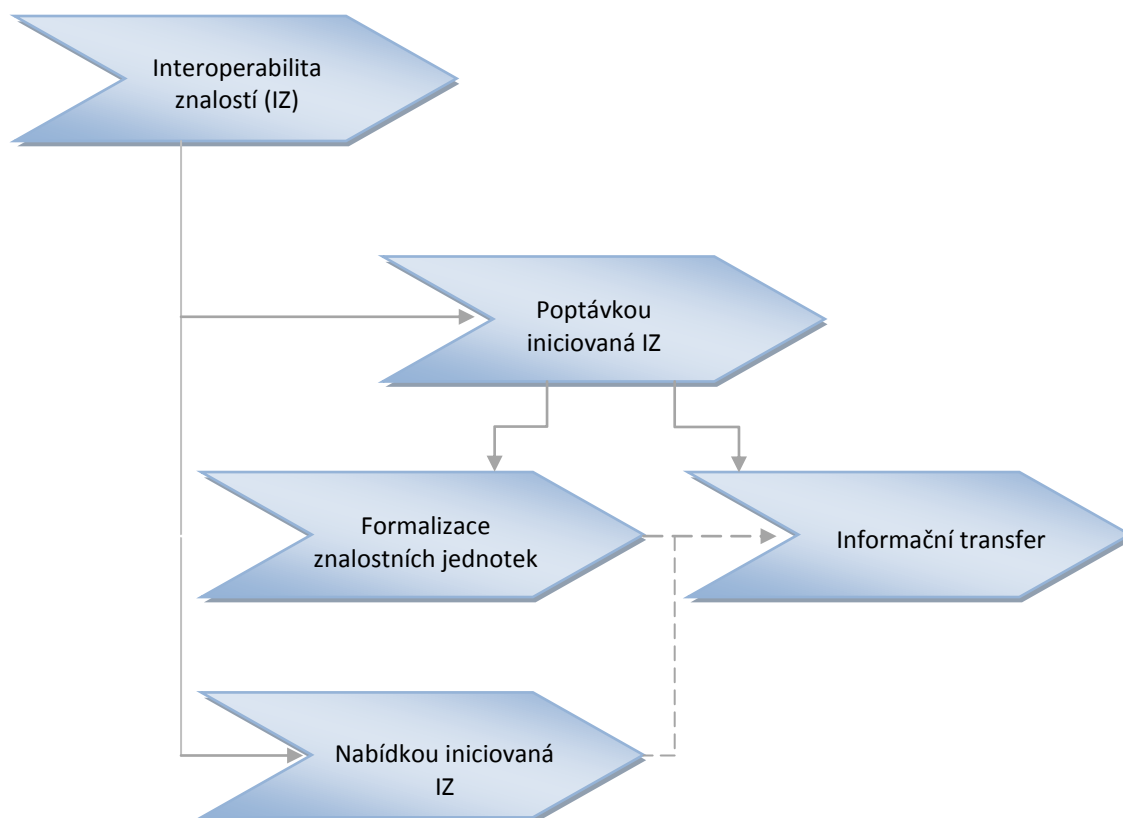 Interoperabilita
znalostí (IZ)
Poptávkou
iniciovaná IZ
Formalizace
znalostních jednotek
Informační transfer
Nabídkou iniciovaná
IZ